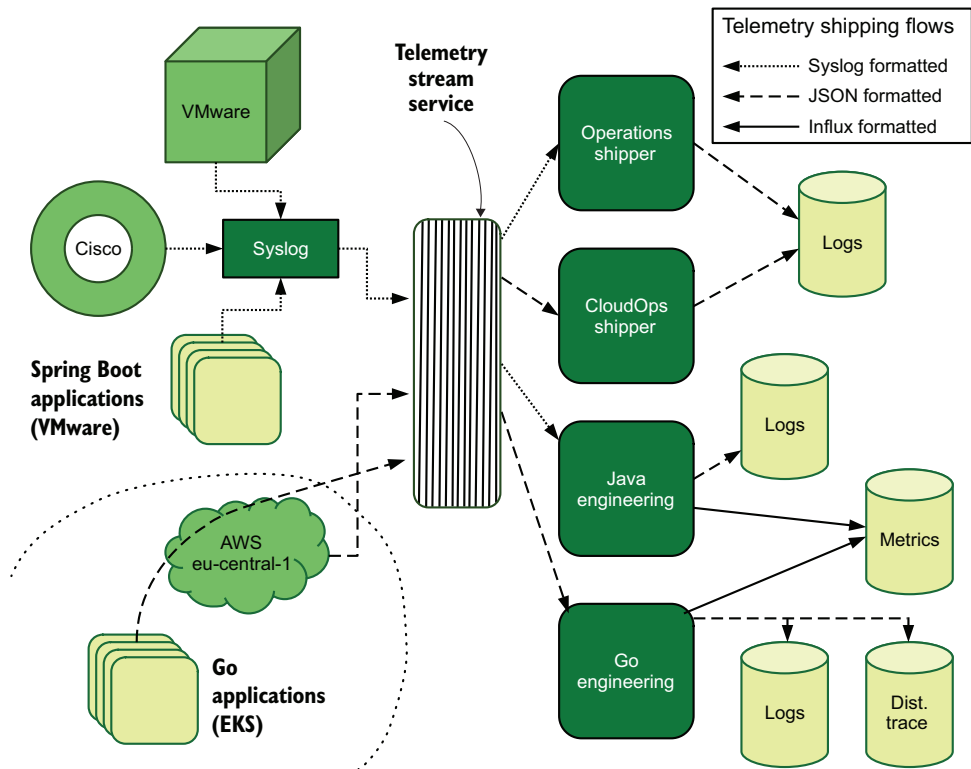 Telemetry shipping flows
Syslog formatted
JSON formatted
Influx formatted
Telemetry
stream
service
VMware
Cisco
Syslog
Spring Boot
applications
(VMware)
AWS
eu-central-1
Go
applications
(EKS)
Operations
shipper
CloudOps
shipper
Logs
Java
engineering
Logs
Metrics
Go
engineering
Logs
Dist.
trace